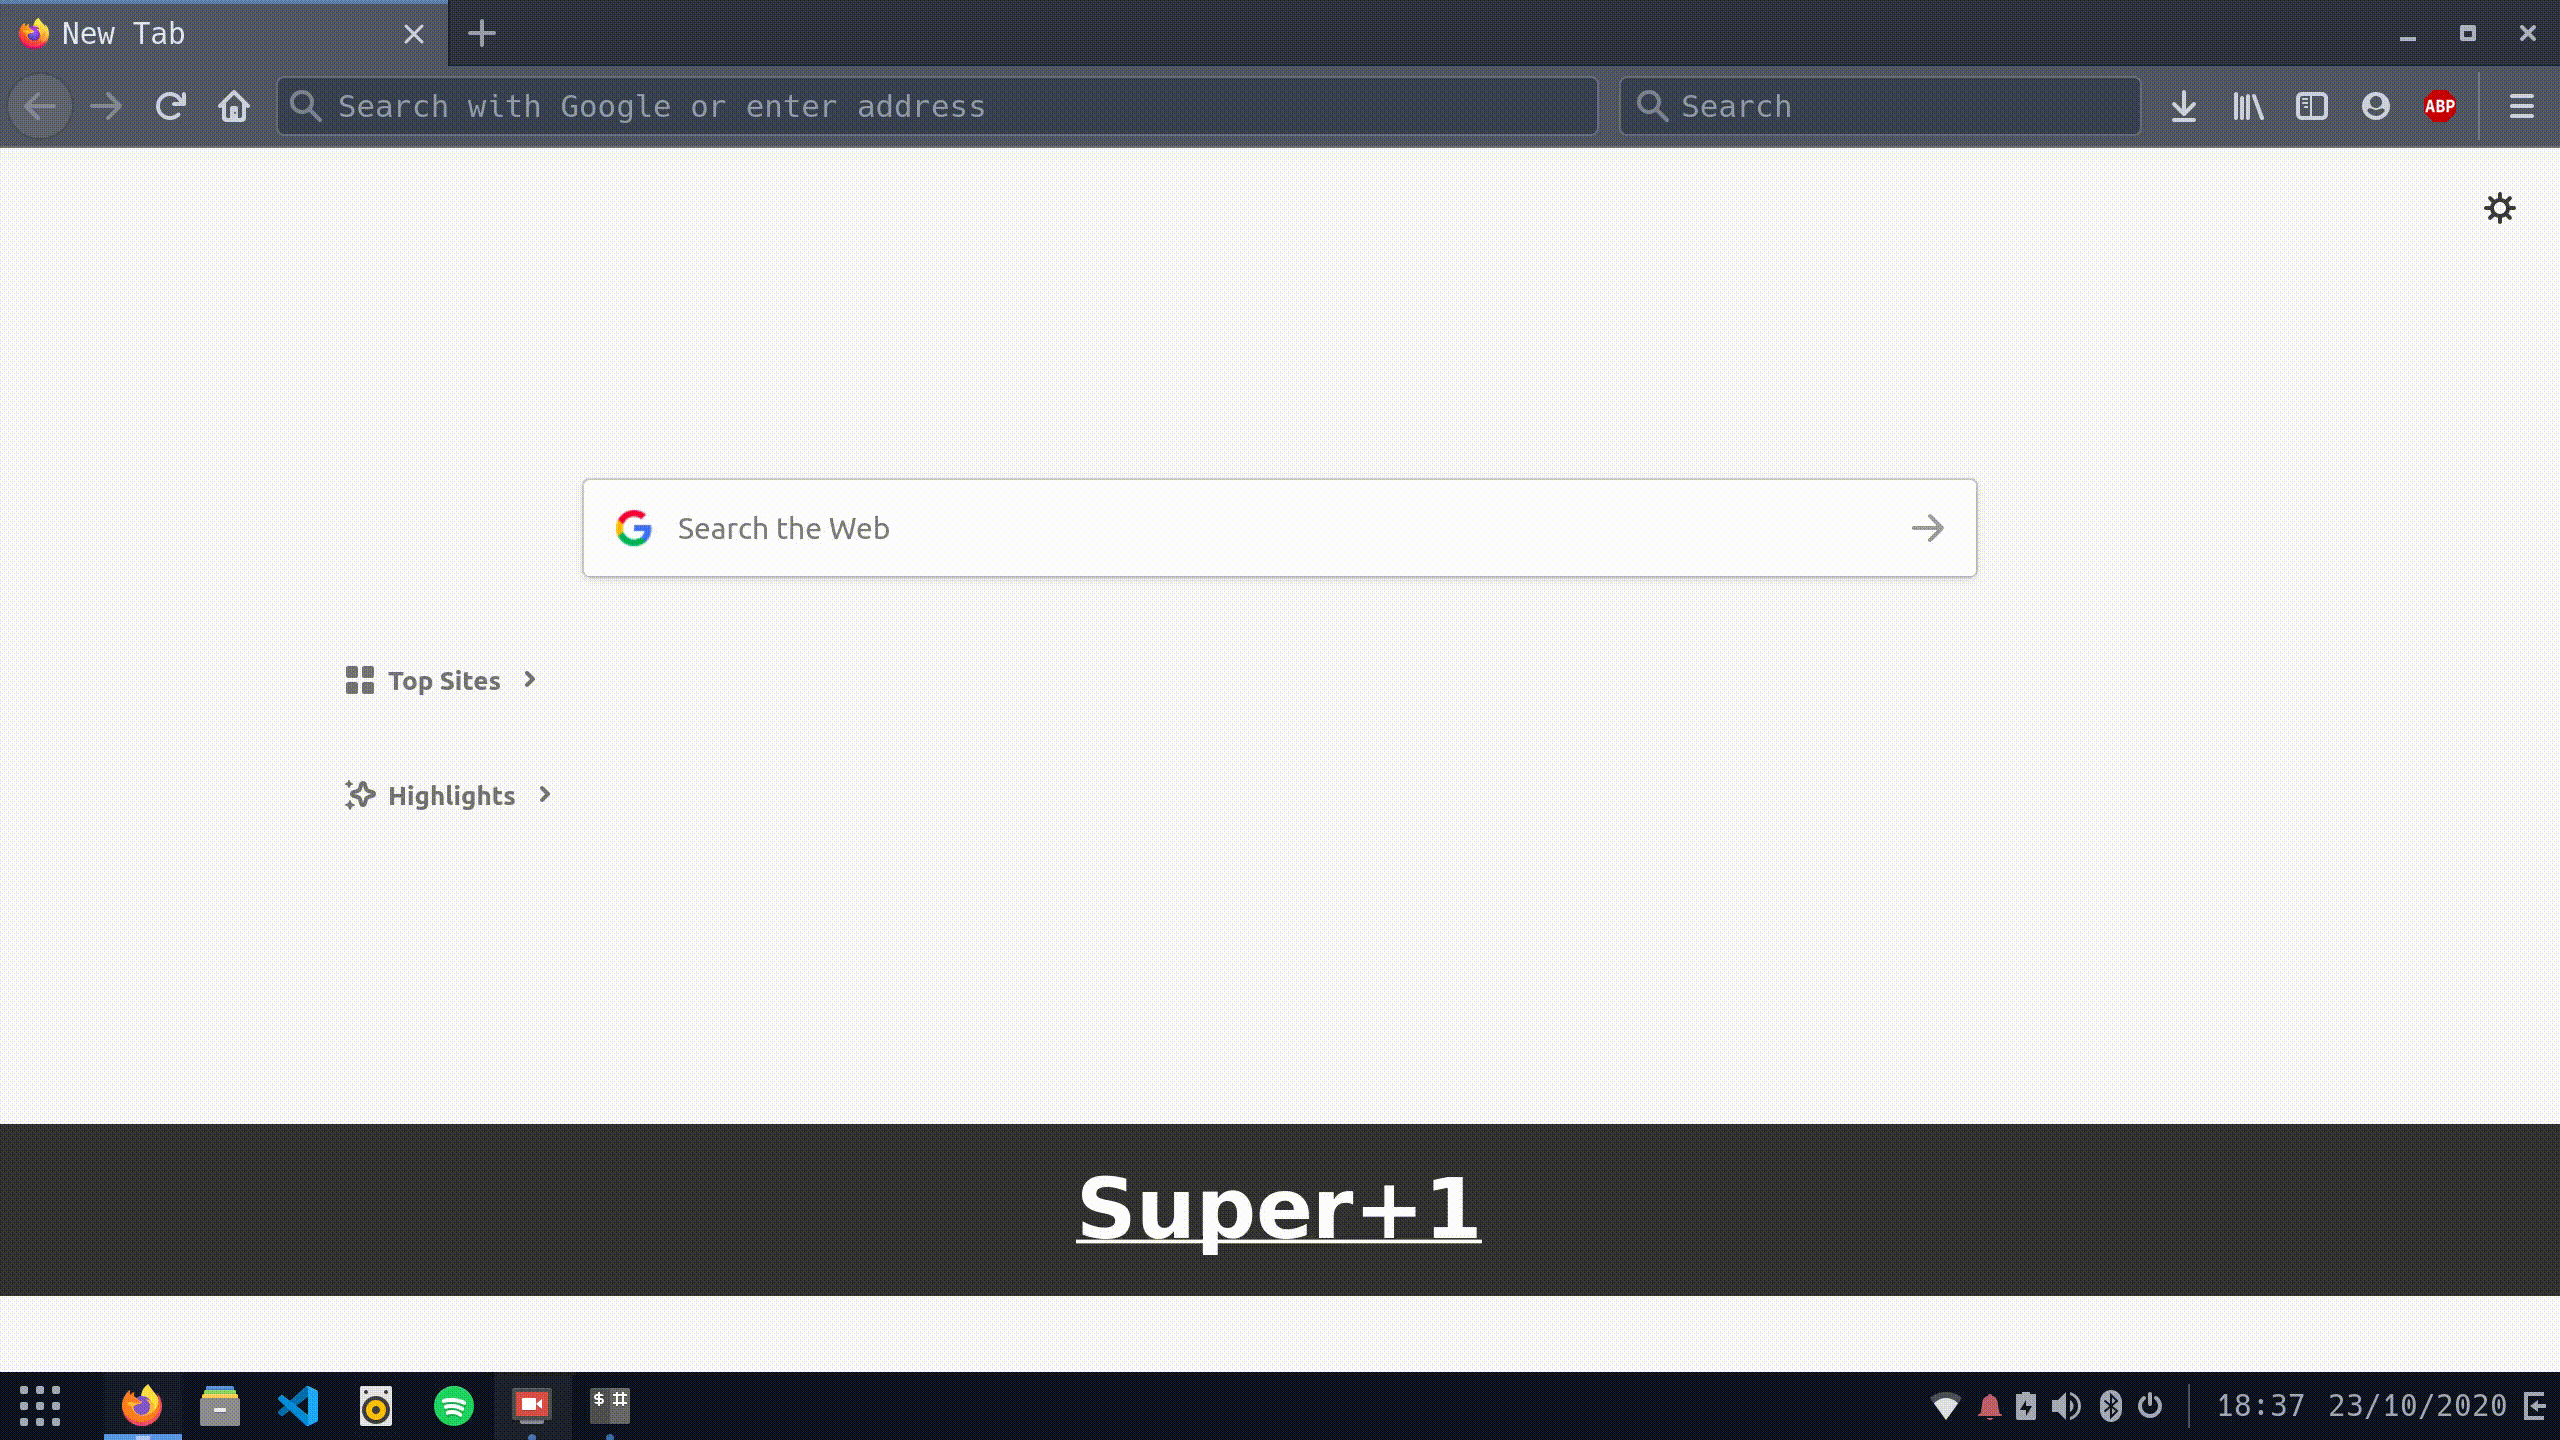 New Tab
Search with Google or enter address
Search
ABP
Search the Web
Top Sites
Highlights
Super+1
$ #
18:37 23/10/2020